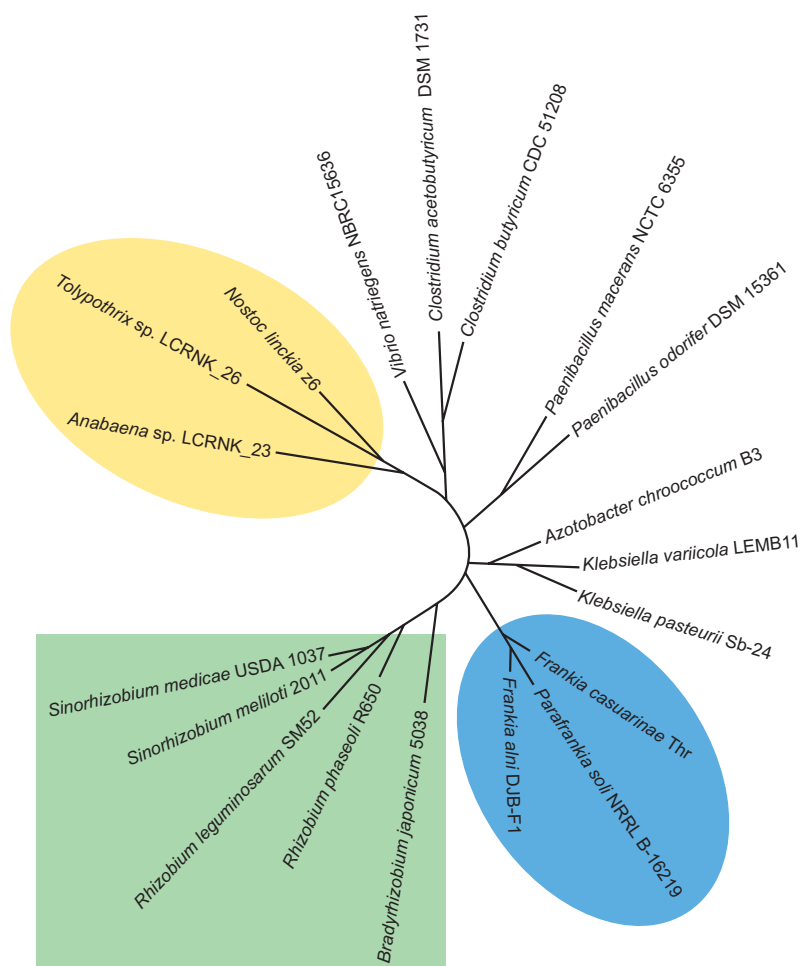 Clostridium acetobutyricum DSM 1731
Clostridium butyricum CDC 51208
Vibrio natriegens NBRC15636
Paenibacillus macerans NCTC 6355
Paenibacillus odorifer DSM 15361
Nostoc linckia z6
Tolypothrix sp. LCRNK_26
Anabaena sp. LCRNK_23
Azotobacter chroococcum B3
Klebsiella variicola LEMB11
Klebsiella pasteurii Sb-24
Frankia casuarinae Thr
Parafrankia soli NRRL B-16219
Frankia alni DJB-F1
Sinorhizobium medicae USDA 1037
Sinorhizobium meliloti 2011
Rhizobium leguminosarum SM52
Rhizobium phaseoli R650
Bradyrhizobium japonicum 5038